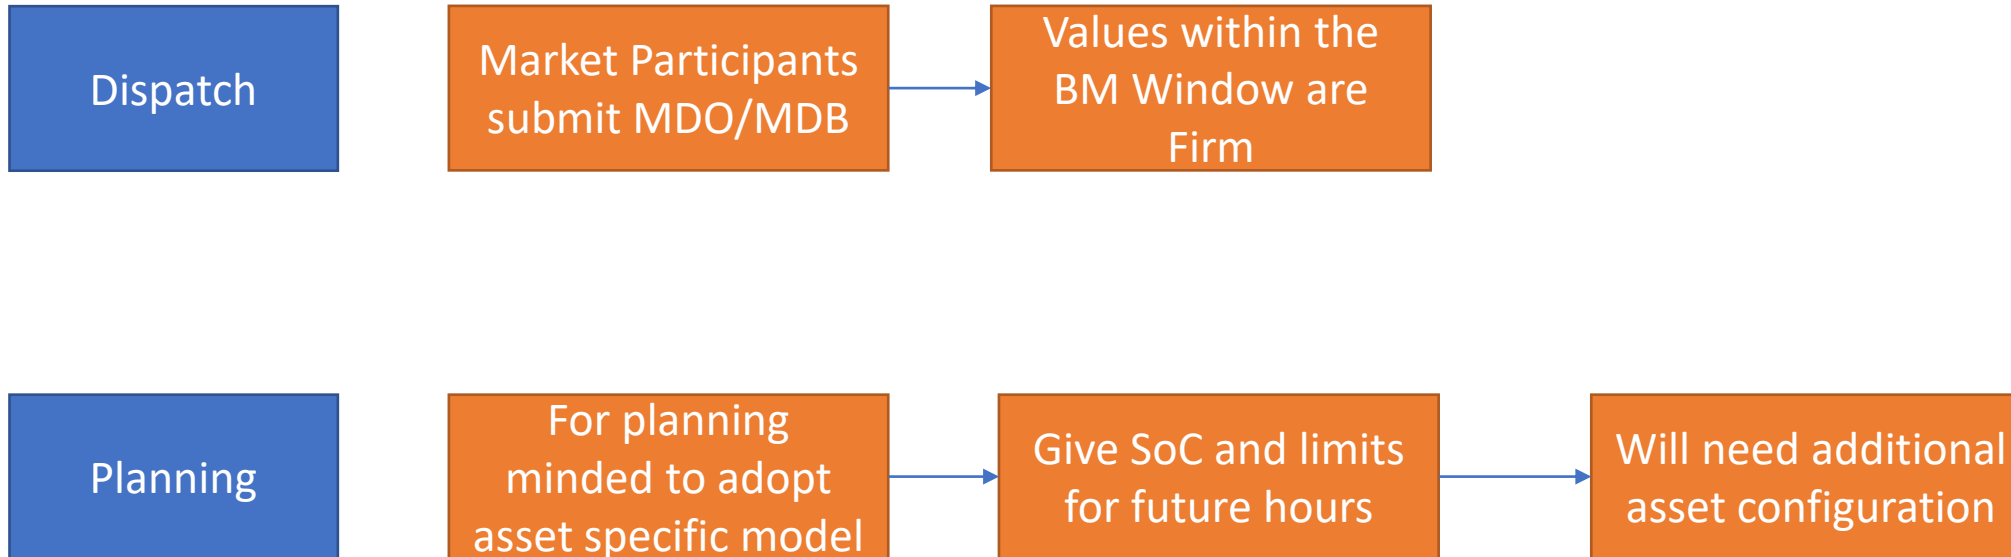 Dispatch
Market Participants
submit MDO/MDB
Values within the
BM Window are
Firm
Planning
For planning
minded to adopt
asset specific model
Give SoC and limits
for future hours
Will need additional
asset configuration